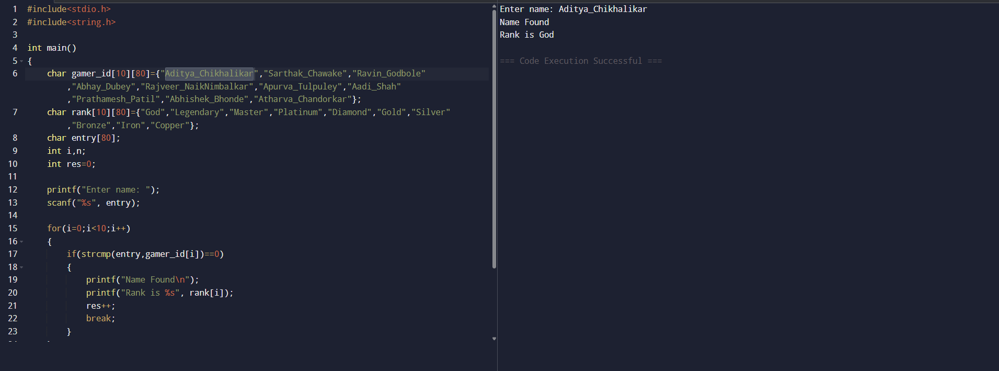 1 #include<stdio.h>
2 #include<string.h>
3
4 int main()
5 {
6     char gamer_id[10][80]={"Aditya_Chikhalikar","Sarthak_Chawake","Ravin_Godbole"
        ,"Abhay_Dubey","Rajveer_NaikNimbalkar","Apurva_Tulpuley","Aadi_Shah"
        ,"Prathamesh_Patil","Abhishek_Bhonde","Atharva_Chandorkar"};
7     char rank[10][80]={"God","Legendary","Master","Platinum","Diamond","Gold","Silver"
        ,"Bronze","Iron","Copper"};
8     char entry[80];
9     int i,n;
10     int res=0;
11
12     printf("Enter name: ");
13     scanf("%s", entry);
14
15     for(i=0;i<10;i++)
16     {
17         if(strcmp(entry,gamer_id[i])==0)
18         {
19             printf("Name Found\n");
20             printf("Rank is %s", rank[i]);
21             res++;
22             break;
23         }
Enter name: Aditya_Chikhalikar
Name Found
Rank is God
=== Code Execution Successful ===